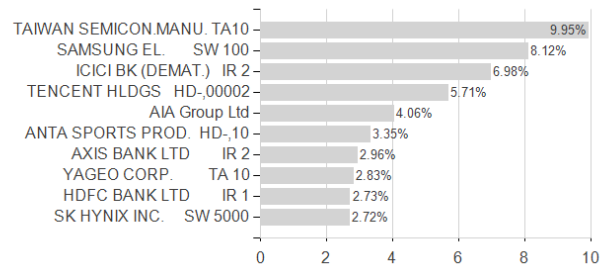 TAIWAN SEMICON.MANU. TA10 9.95%
SAMSUNG EL. SW 100 8.12%
ICICI BK (DEMAT.) IR 2 6.98%
TENCENT HLDGS HD-,00002 5.71%
AIA Group Ltd 4.06%
ANTA SPORTS PROD. HD-,10 3.35%
AXIS BANK LTD IR 2 2.96%
YAGEO CORP. TA 10 2.83%
HDFC BANK LTD IR 1 2.73%
SK HYNIX INC. SW 5000 2.72%
0 2 4 6 8 10